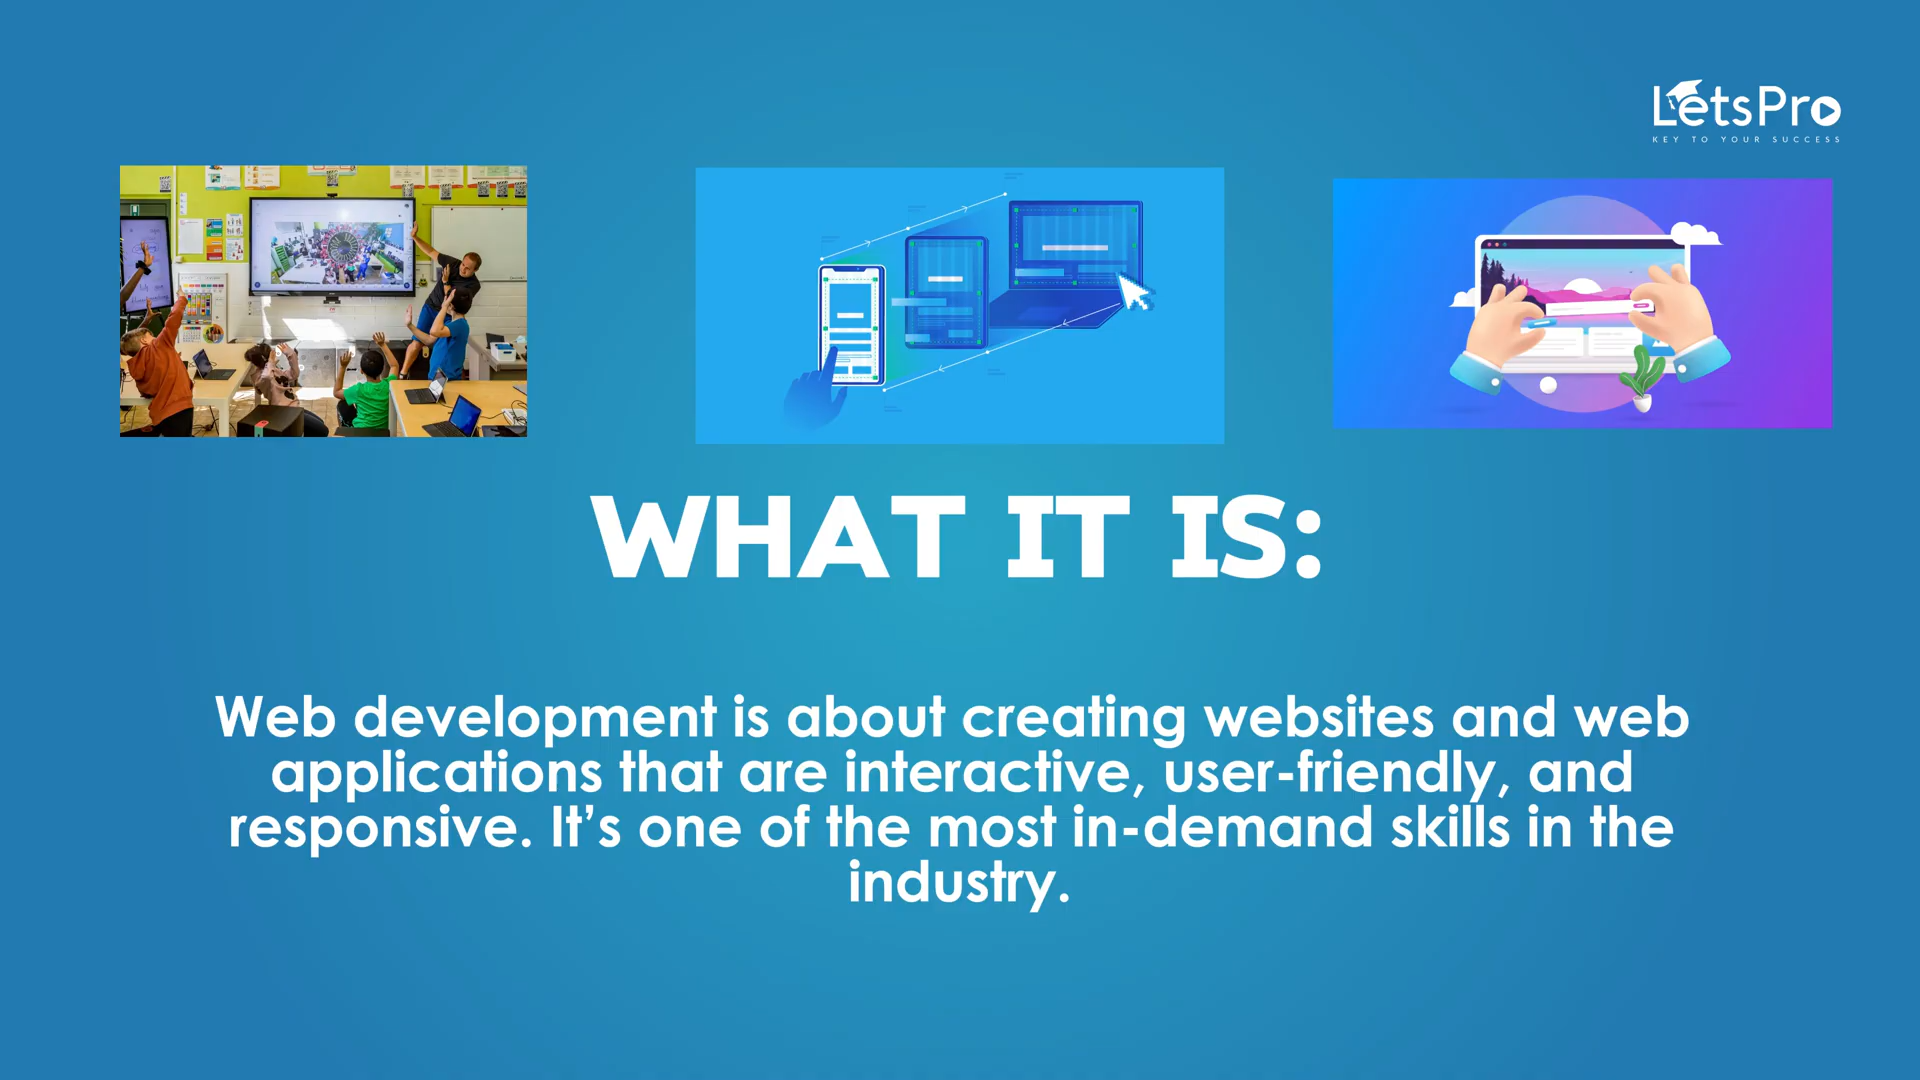 LetsPro
KEY TO YOUR SUCCESS
WHAT IT IS:
Web development is about creating websites and web
applications that are interactive, user-friendly, and
responsive. It’s one of the most in-demand skills in the
industry.